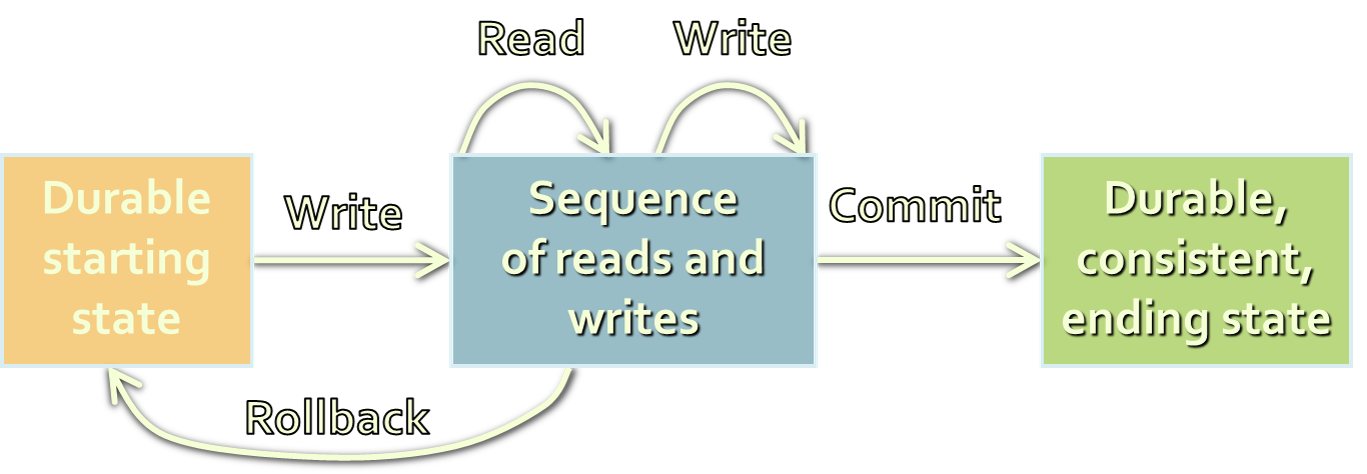 Read
Write
Durable
starting
state
Write
Sequence
of reads and
writes
Commit
Durable,
consistent,
ending state
Rollback